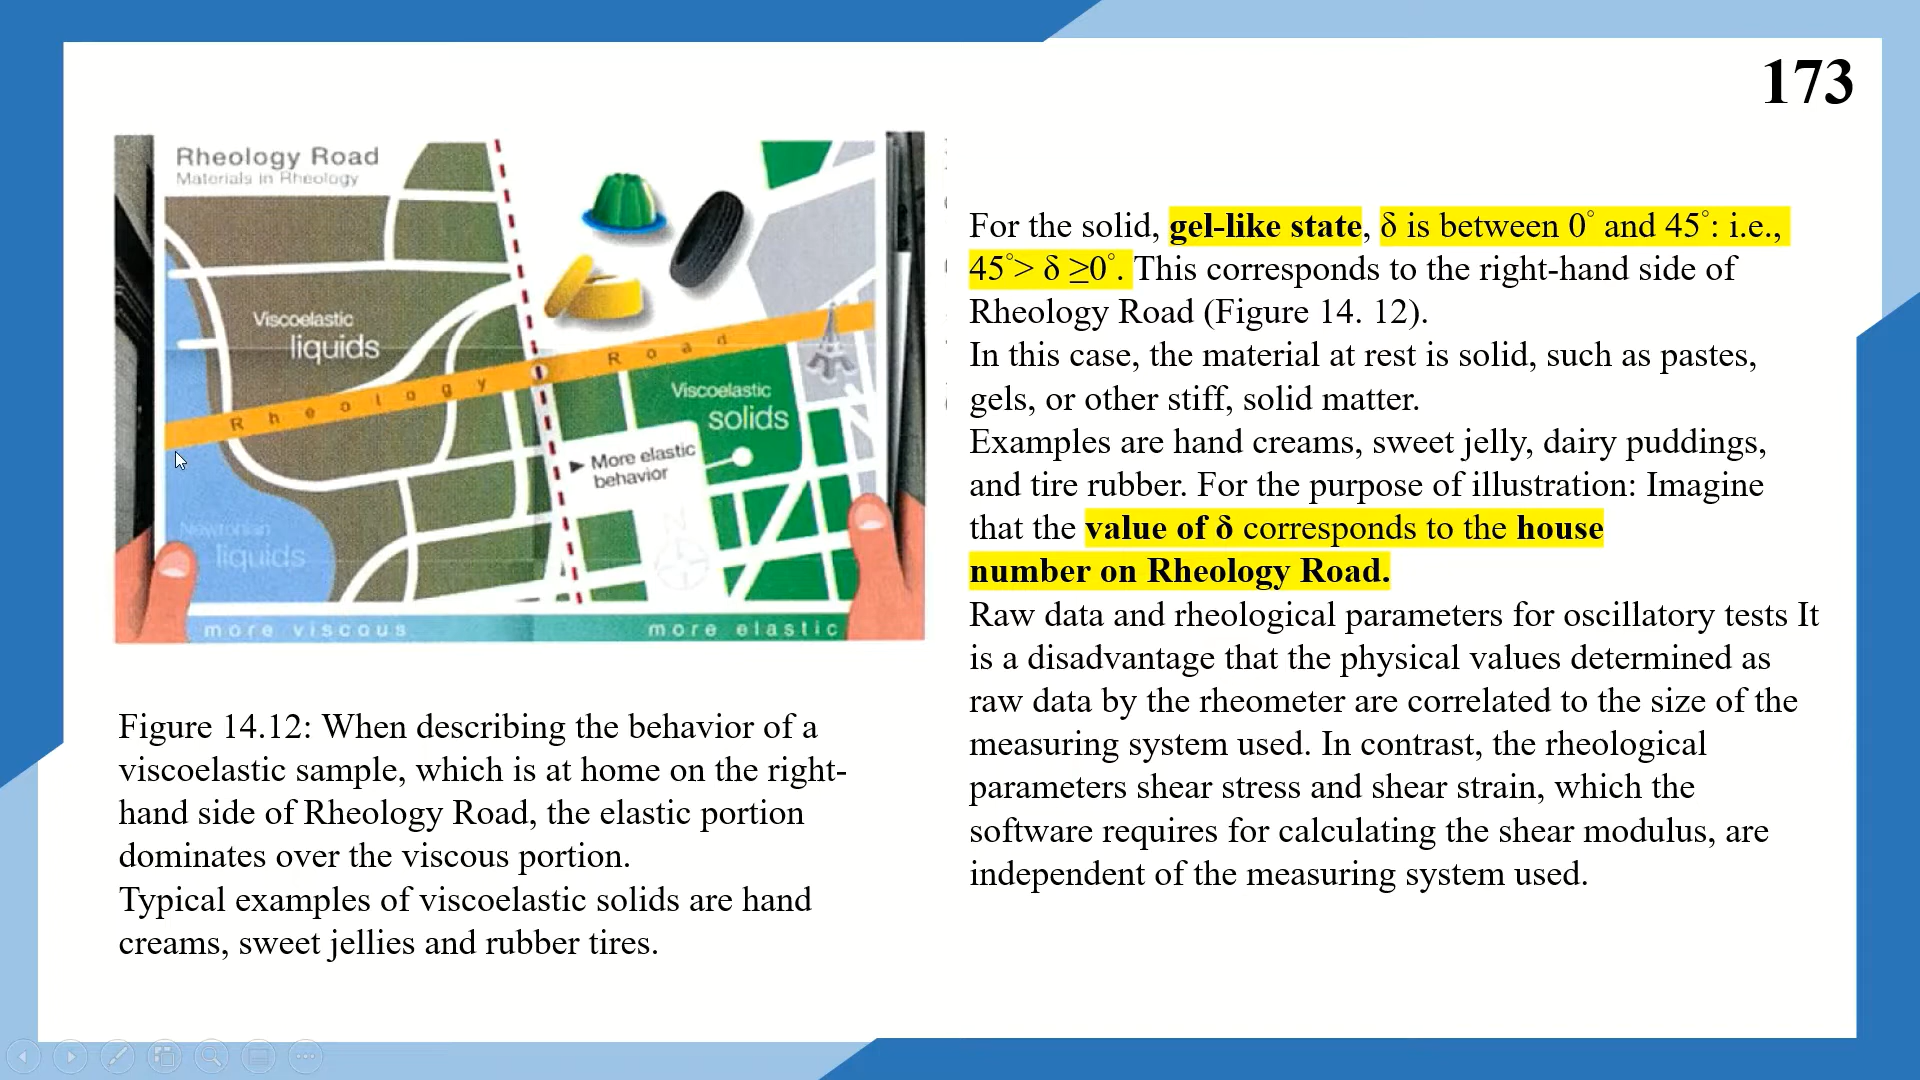 173
Rheology Road
Materials in Rheology
Viscoelastic
liquids
Rheology Road
Viscoelastic
solids
More elastic
behavior
N
Newtonian
liquids
more viscous
more elastic
Figure 14.12: When describing the behavior of a
viscoelastic sample, which is at home on the right-
hand side of Rheology Road, the elastic portion
dominates over the viscous portion.
Typical examples of viscoelastic solids are hand
creams, sweet jellies and rubber tires.
For the solid, gel-like state, δ is between 0° and 45°: i.e.,
45°> δ ≥0°. This corresponds to the right-hand side of
Rheology Road (Figure 14. 12).
In this case, the material at rest is solid, such as pastes,
gels, or other stiff, solid matter.
Examples are hand creams, sweet jelly, dairy puddings,
and tire rubber. For the purpose of illustration: Imagine
that the value of δ corresponds to the house
number on Rheology Road.
Raw data and rheological parameters for oscillatory tests It
is a disadvantage that the physical values determined as
raw data by the rheometer are correlated to the size of the
measuring system used. In contrast, the rheological
parameters shear stress and shear strain, which the
software requires for calculating the shear modulus, are
independent of the measuring system used.